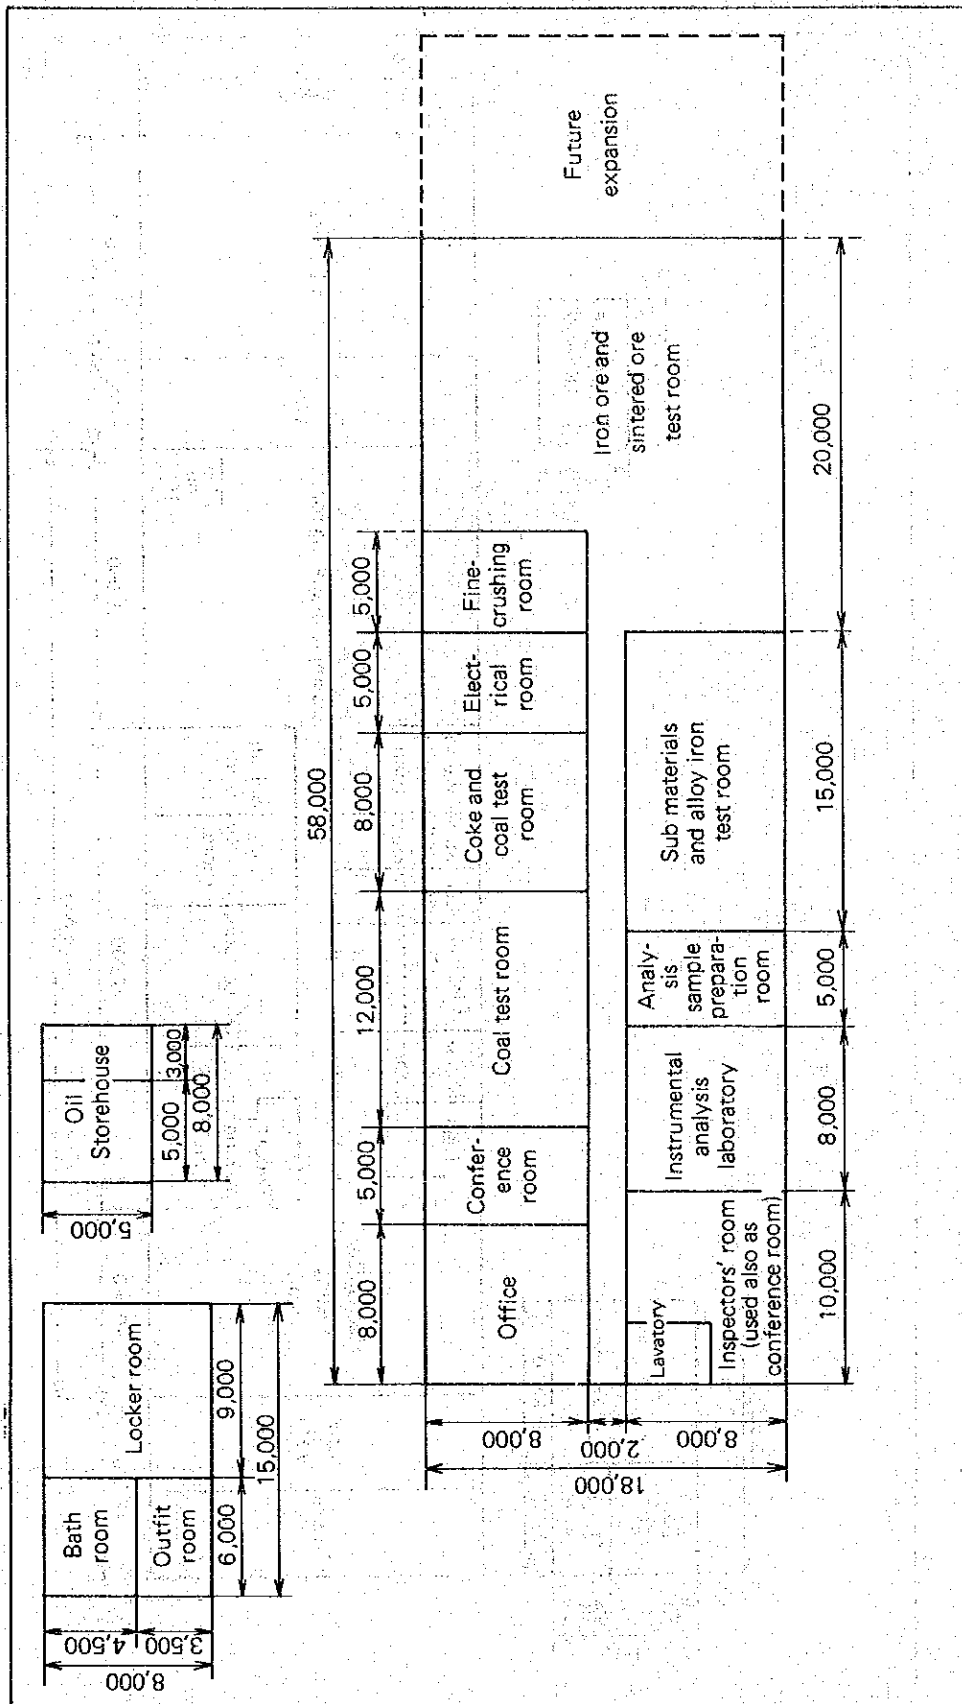 Bath
room
Outfit
room
Locker room
4,500
3,500
8,000
6,000
9,000
15,000
Oil
Storehouse
5,000
5,000
3,000
8,000
58,000
8,000
5,000
12,000
8,000
5,000
5,000
Office
Confer-
ence
room
Coal test room
Coke and
coal test
room
Elect-
rical
room
Fine-
crushing
room
Iron ore and
sintered ore
test room
Future
expansion
8,000
2,000
8,000
18,000
Lavatory
Inspectors' room
(used also as
conference room)
Instrumental
analysis
laboratory
Analy-
sis
sample
prepara-
tion
room
Sub materials
and alloy iron
test room
10,000
8,000
5,000
15,000
20,000